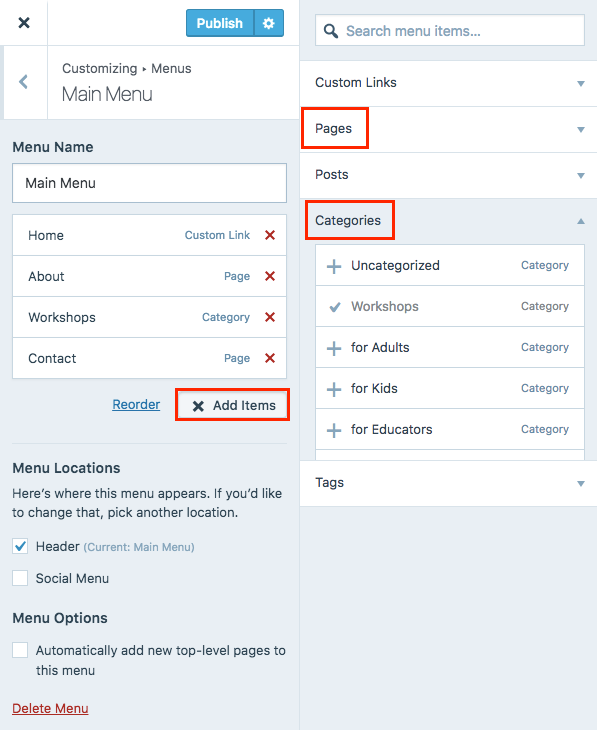 Publish
Customizing ▸ Menus
Main Menu
Menu Name
Main Menu
Home Custom Link
About Page
Workshops Category
Contact Page
Reorder Add Items
Menu Locations
Here’s where this menu appears. If you’d like
to change that, pick another location.
Header (Current: Main Menu)
Social Menu
Menu Options
Automatically add new top-level pages to
this menu
Delete Menu
Search menu items...
Custom Links
Pages
Posts
Categories
Uncategorized Category
Workshops Category
for Adults Category
for Kids Category
for Educators Category
Tags